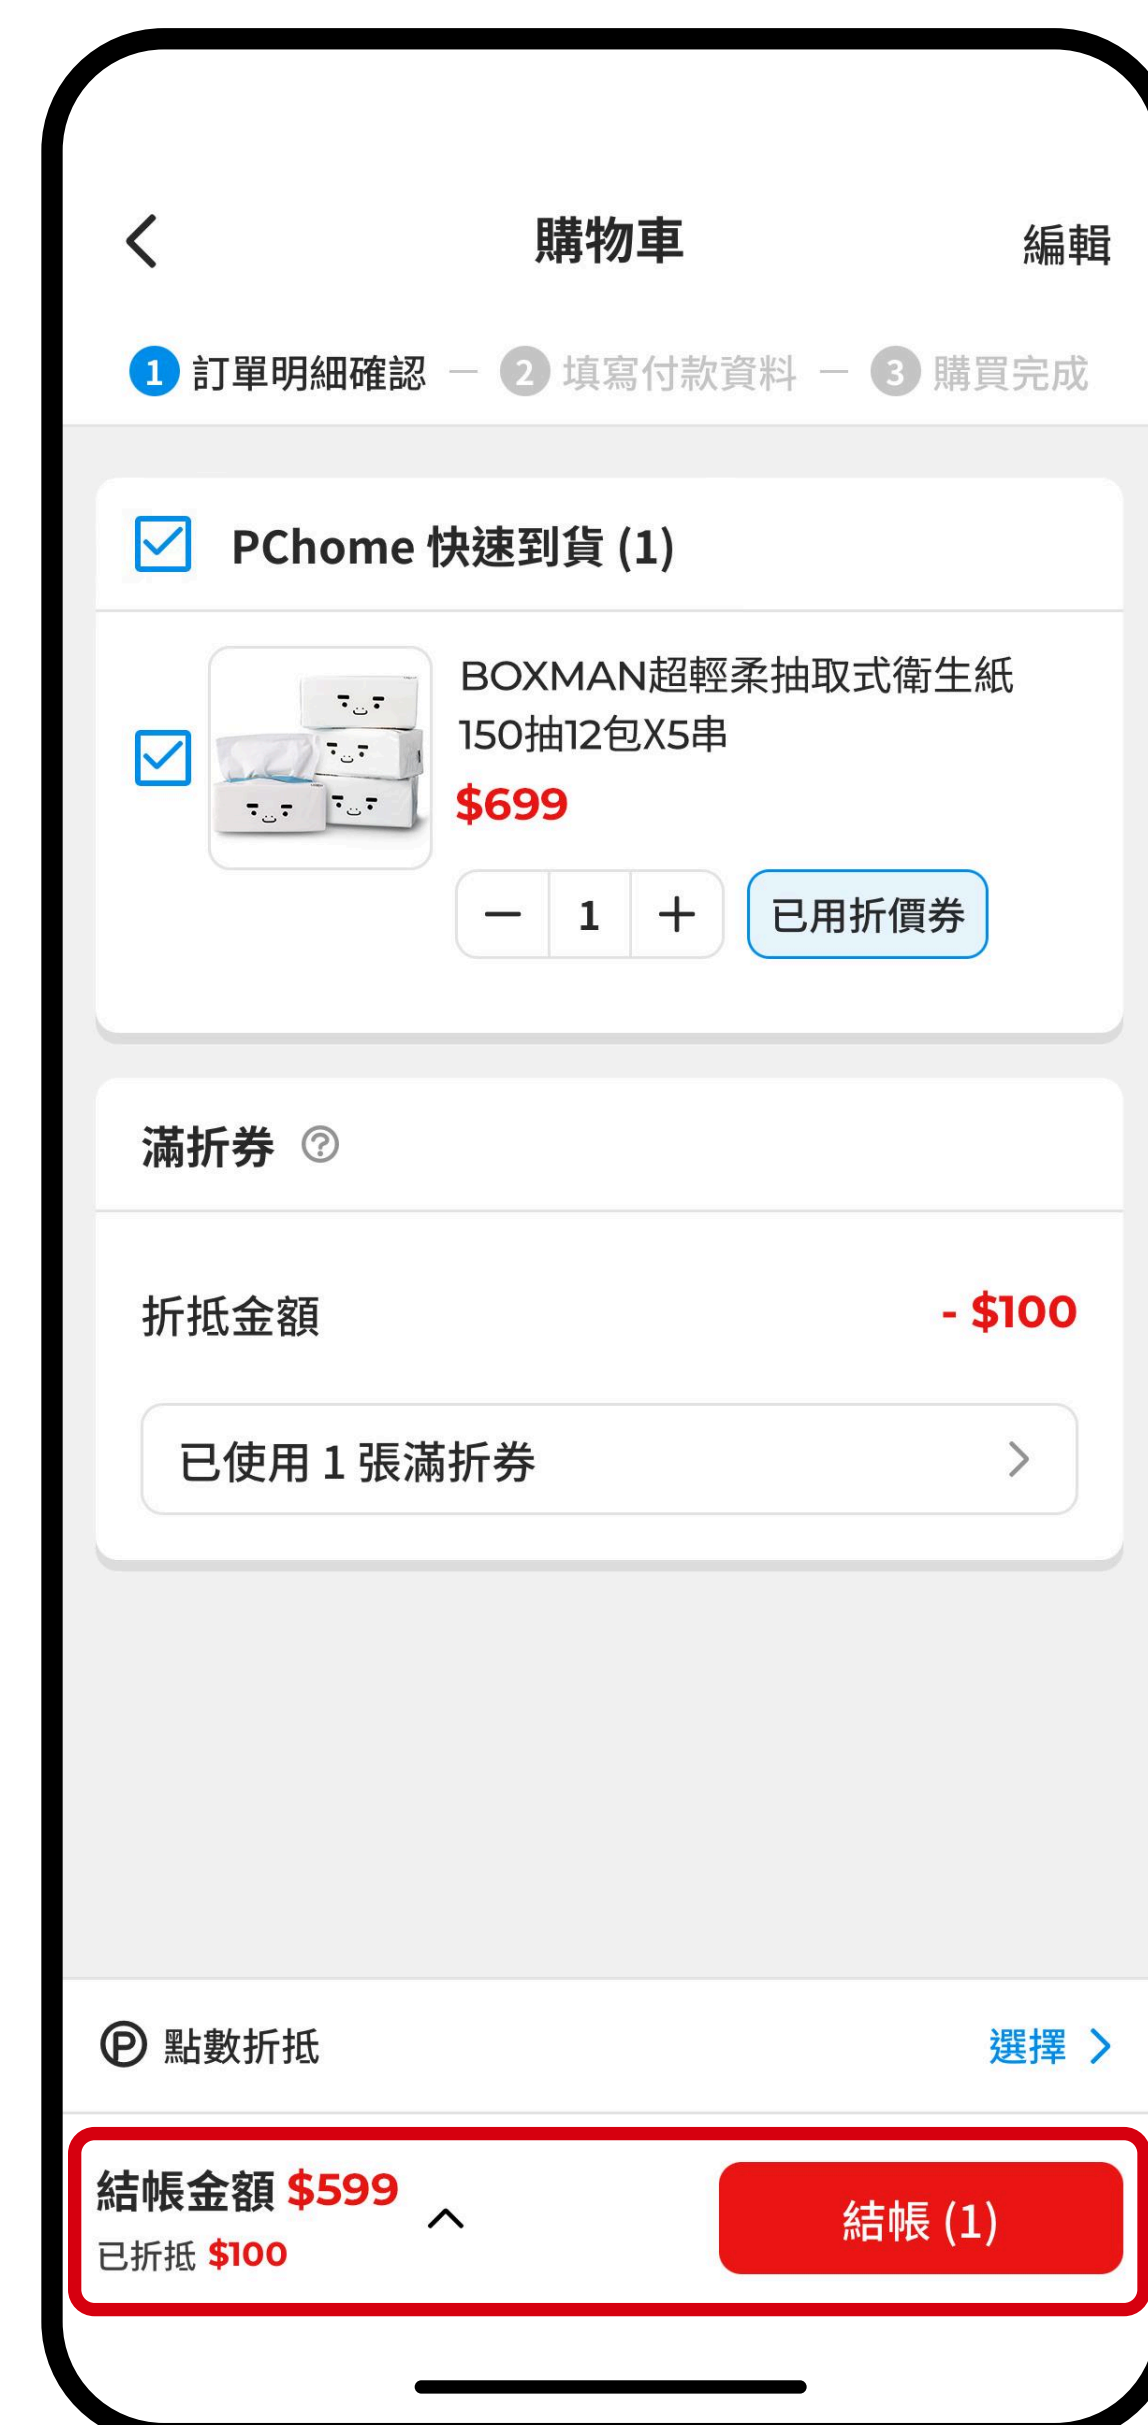 購物車
編輯
1 訂單明細確認 — 2 填寫付款資料 — 3 購買完成
PChome 快速到貨 (1)
BOXMAN超輕柔抽取式衛生紙
150抽12包X5串
$699
— 1 + 已用折價券
滿折券 ?
折抵金額 - $100
已使用 1 張滿折券
P 點數折抵 選擇
結帳金額 $599
已折抵 $100
結帳 (1)